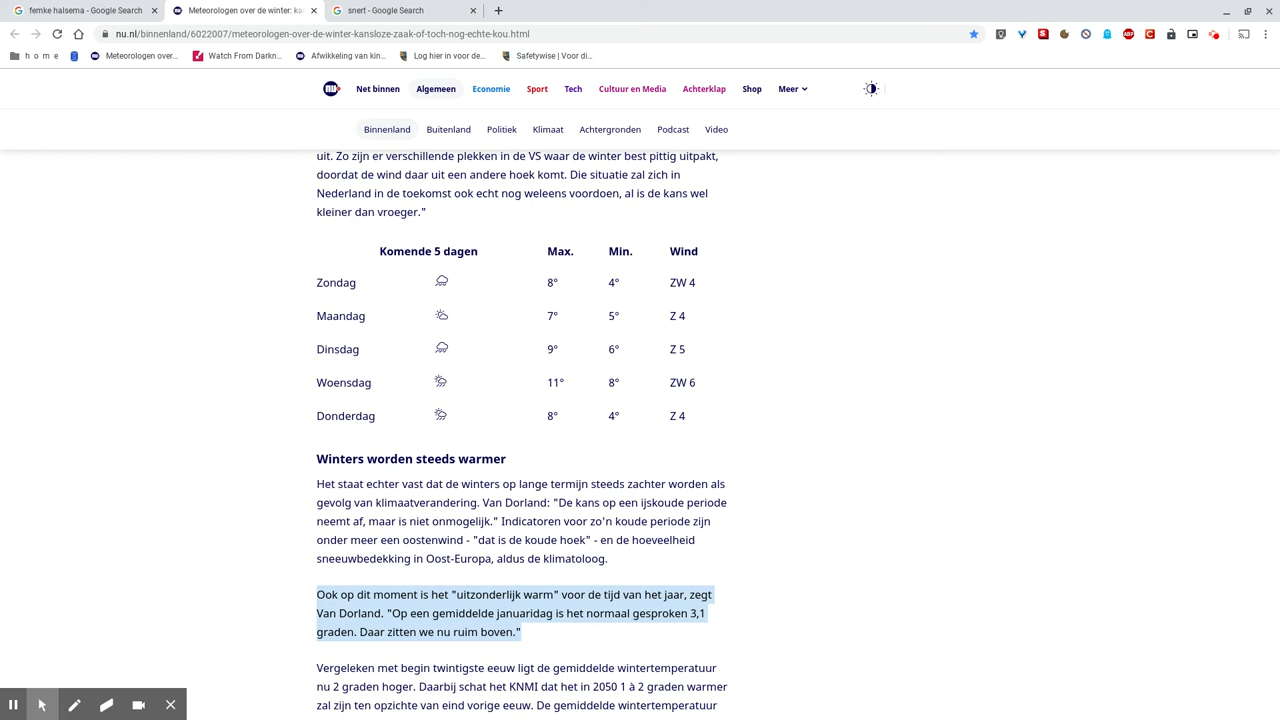 femke halsema - Google Search
Meteorologen over de winter: ka
snert - Google Search
nu.nl/binnenland/6022007/meteorologen-over-de-winter-kansloze-zaak-of-toch-nog-echte-kou.html
h o m e
Meteorologen over...
Watch From Darkn...
Afwikkeling van kin...
Log hier in voor de...
Safetywise | Voor di...
nu
Net binnen Algemeen Economie Sport Tech Cultuur en Media Achterklap Shop Meer
Binnenland Buitenland Politiek Klimaat Achtergronden Podcast Video
uit. Zo zijn er verschillende plekken in de VS waar de winter best pittig uitpakt,
doordat de wind daar uit een andere hoek komt. Die situatie zal zich in
Nederland in de toekomst ook echt nog weleens voordoen, al is de kans wel
kleiner dan vroeger."
Komende 5 dagen Max. Min. Wind
Zondag 8° 4° ZW 4
Maandag 7° 5° Z 4
Dinsdag 9° 6° Z 5
Woensdag 11° 8° ZW 6
Donderdag 8° 4° Z 4
Winters worden steeds warmer
Het staat echter vast dat de winters op lange termijn steeds zachter worden als
gevolg van klimaatverandering. Van Dorland: "De kans op een ijskoude periode
neemt af, maar is niet onmogelijk." Indicatoren voor zo'n koude periode zijn
onder meer een oostenwind - "dat is de koude hoek" - en de hoeveelheid
sneeuwbedekking in Oost-Europa, aldus de klimatoloog.
Ook op dit moment is het "uitzonderlijk warm" voor de tijd van het jaar, zegt
Van Dorland. "Op een gemiddelde januaridag is het normaal gesproken 3,1
graden. Daar zitten we nu ruim boven."
Vergeleken met begin twintigste eeuw ligt de gemiddelde wintertemperatuur
nu 2 graden hoger. Daarbij schat het KNMI dat het in 2050 1 à 2 graden warmer
zal zijn ten opzichte van eind vorige eeuw. De gemiddelde wintertemperatuur